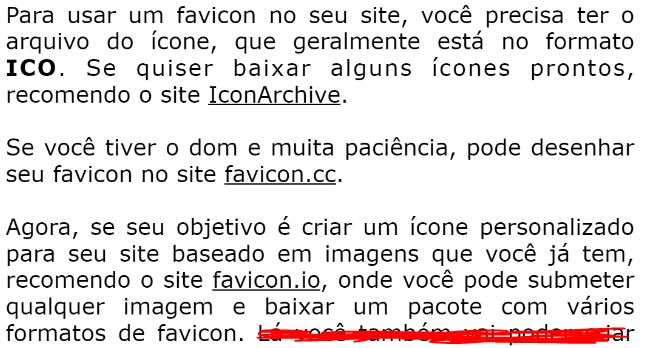 Para usar um favicon no seu site, você precisa ter o
arquivo do ícone, que geralmente está no formato
ICO. Se quiser baixar alguns ícones prontos,
recomendo o site IconArchive.
Se você tiver o dom e muita paciência, pode desenhar
seu favicon no site favicon.cc.
Agora, se seu objetivo é criar um ícone personalizado
para seu site baseado em imagens que você já tem,
recomendo o site favicon.io, onde você pode submeter
qualquer imagem e baixar um pacote com vários
formatos de favicon. Lá você também vai poder